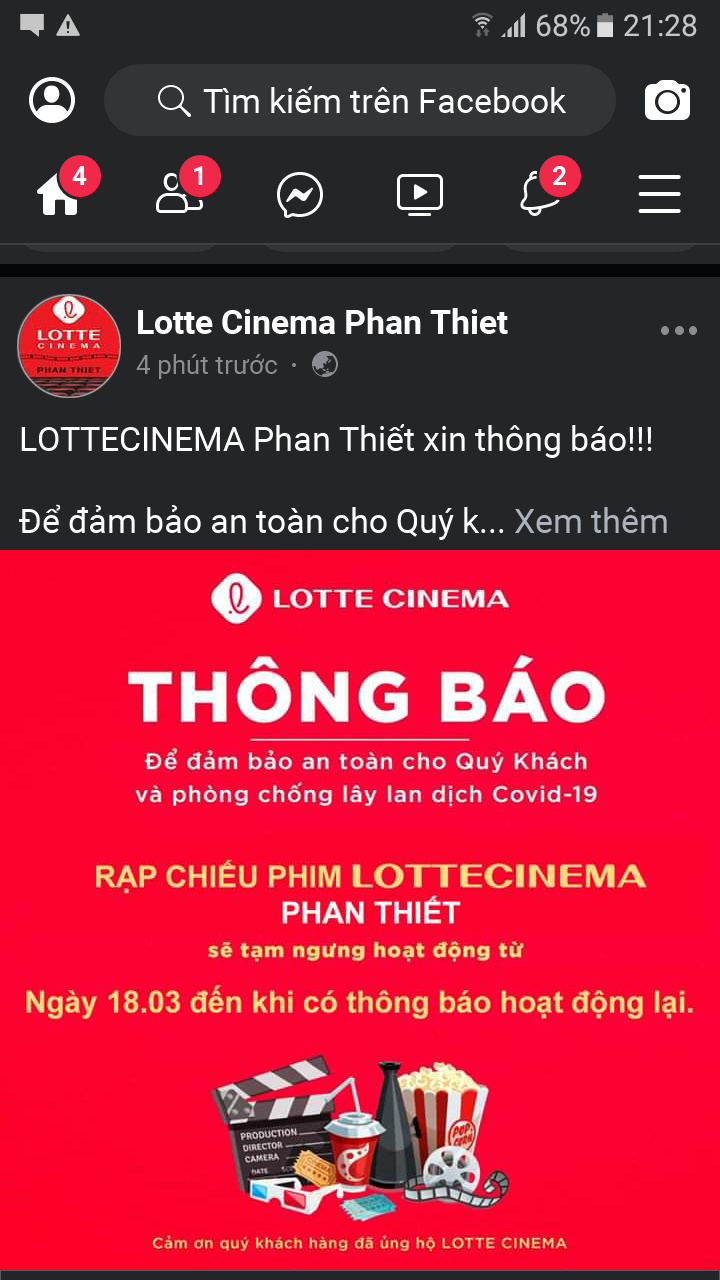 68% 21:28
Tìm kiếm trên Facebook
4
1
2
LOTTE
CINEMA
PHAN THIET
Lotte Cinema Phan Thiet
4 phút trước ·
LOTTECINEMA Phan Thiết xin thông báo!!!
Để đảm bảo an toàn cho Quý k... Xem thêm
LOTTE CINEMA
THÔNG BÁO
Để đảm bảo an toàn cho Quý Khách
và phòng chống lây lan dịch Covid-19
RẠP CHIẾU PHIM LOTTECINEMA
PHAN THIẾT
sẽ tạm ngưng hoạt động từ
Ngày 18.03 đến khi có thông báo hoạt động lại.
PRODUCTION
DIRECTOR
CAMERA
DATE
CINEMA
POP
CORN
Cảm ơn quý khách hàng đã ủng hộ LOTTE CINEMA